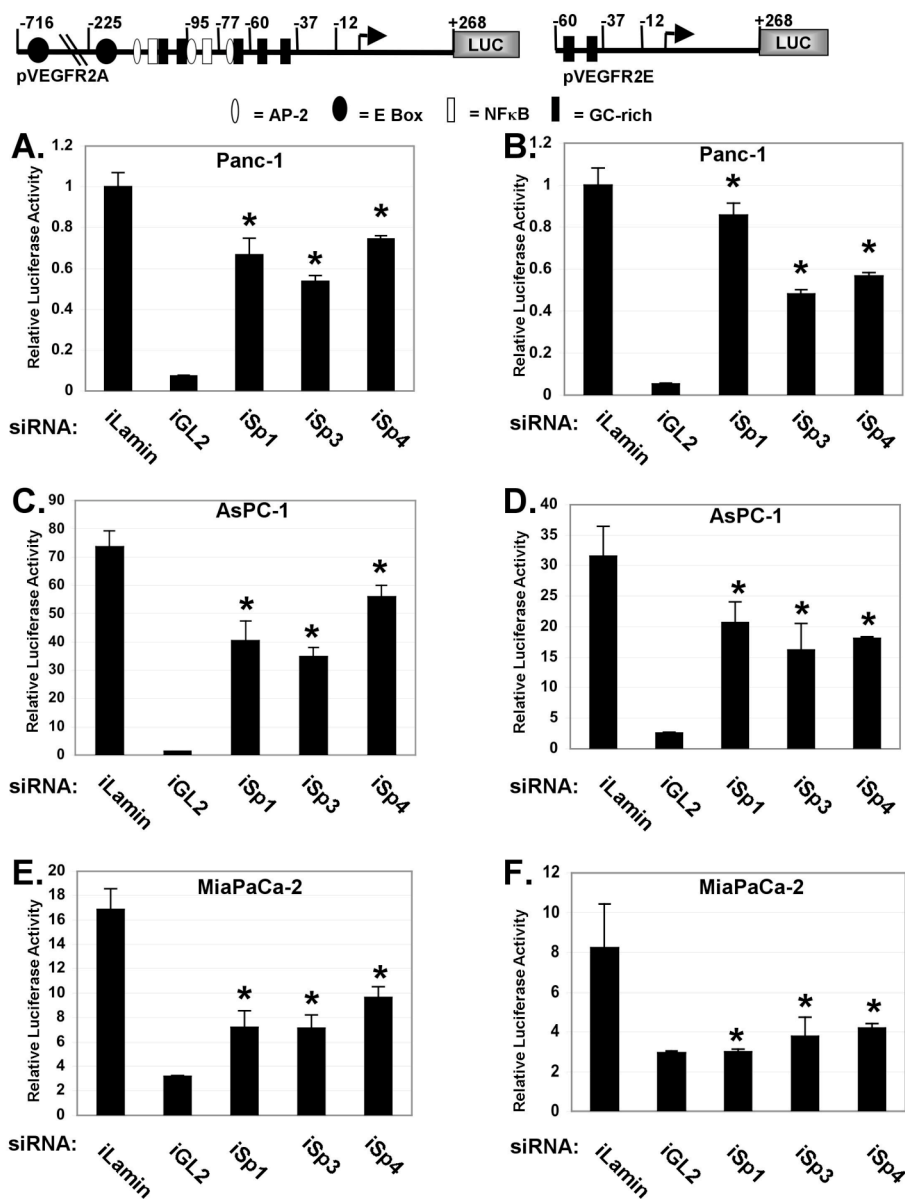 -716 -225 -95 -77 -60 -37 -12 +268 -60 -37 -12 +268
LUC LUC
pVEGFR2A pVEGFR2E
= AP-2 = E Box = NFκB = GC-rich
A.
Panc-1
Relative Luciferase Activity
1.2
1
0.8
0.6
0.4
0.2
0
* * *
siRNA: iLamin iGL2 iSp1 iSp3 iSp4
B.
Panc-1
Relative Luciferase Activity
1.2
1
0.8
0.6
0.4
0.2
0
* * *
siRNA: iLamin iGL2 iSp1 iSp3 iSp4
C.
AsPC-1
Relative Luciferase Activity
90
80
70
60
50
40
30
20
10
0
* * *
siRNA: iLamin iGL2 iSp1 iSp3 iSp4
D.
AsPC-1
Relative Luciferase Activity
40
35
30
25
20
15
10
5
0
* * *
siRNA: iLamin iGL2 iSp1 iSp3 iSp4
E.
MiaPaCa-2
Relative Luciferase Activity
20
18
16
14
12
10
8
6
4
2
0
* * *
siRNA: iLamin iGL2 iSp1 iSp3 iSp4
F.
MiaPaCa-2
Relative Luciferase Activity
12
10
8
6
4
2
0
* * *
siRNA: iLamin iGL2 iSp1 iSp3 iSp4